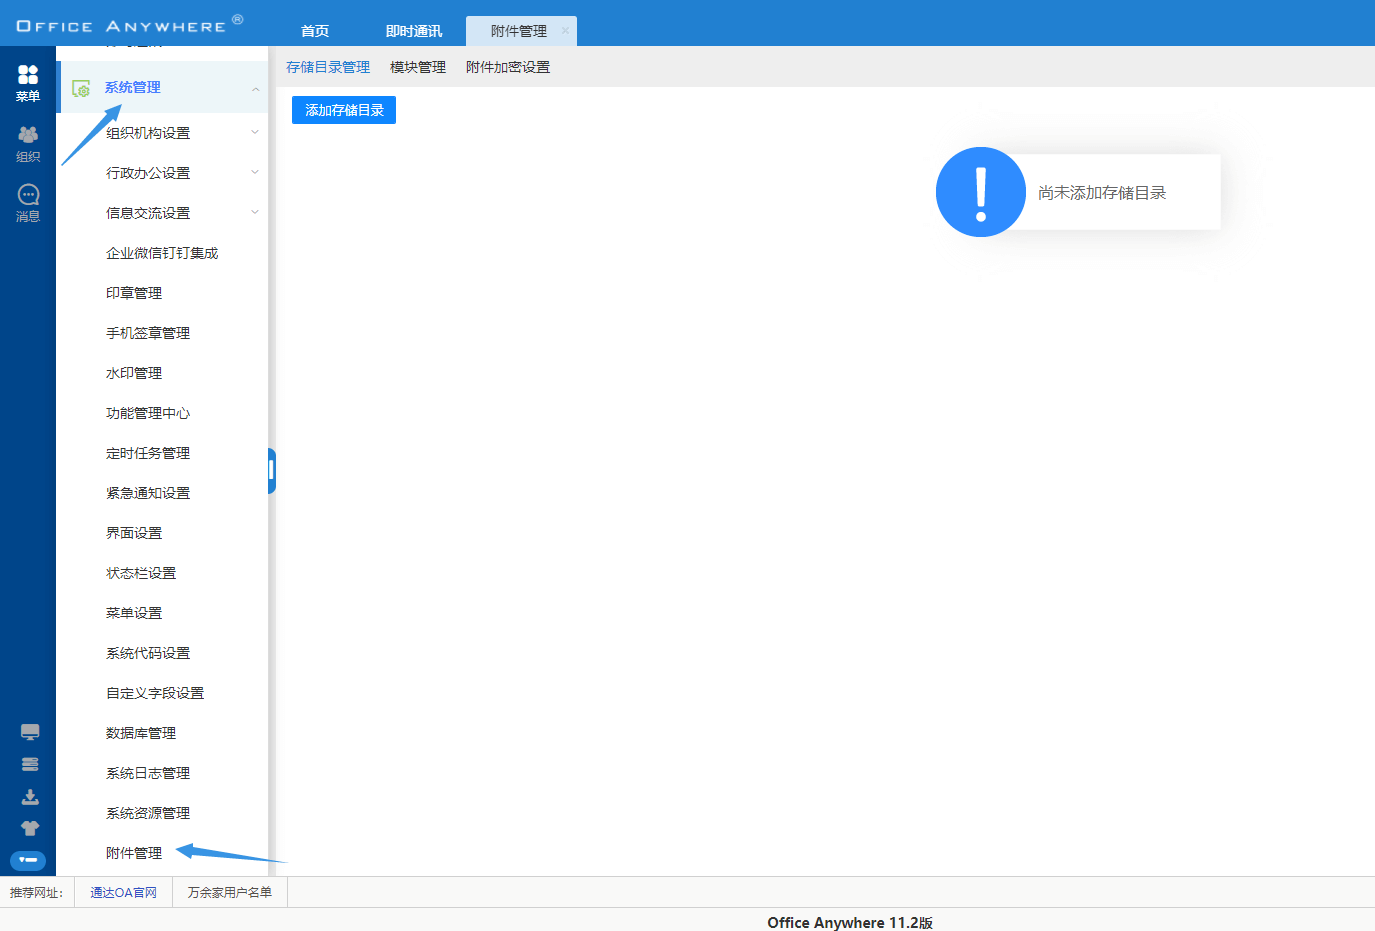 OFFICE ANYWHERE®
首页
即时通讯
附件管理 ×
菜单
组织
消息
系统管理
组织机构设置
行政办公设置
信息交流设置
企业微信钉钉集成
印章管理
手机签章管理
水印管理
功能管理中心
定时任务管理
紧急通知设置
界面设置
状态栏设置
菜单设置
系统代码设置
自定义字段设置
数据库管理
系统日志管理
系统资源管理
附件管理
存储目录管理 模块管理 附件加密设置
添加存储目录
尚未添加存储目录
推荐网址: 通达OA官网 万余家用户名单
Office Anywhere 11.2版